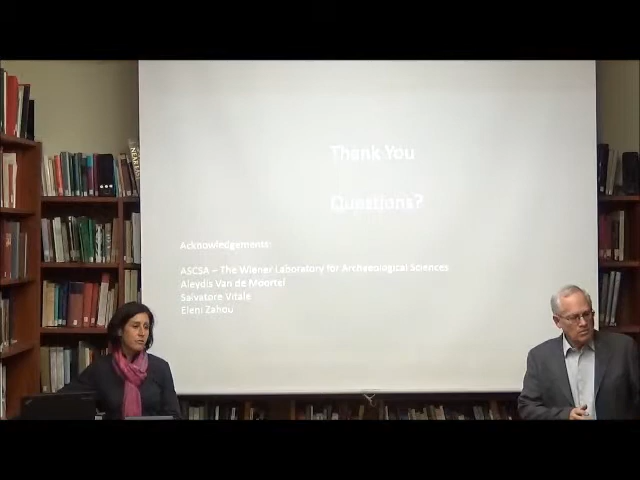 Thank You
Questions?
Acknowledgements:
ASCSA – The Wiener Laboratory for Archaeological Sciences
Aleydis Van de Moortel
Salvatore Vitale
Eleni Zahou